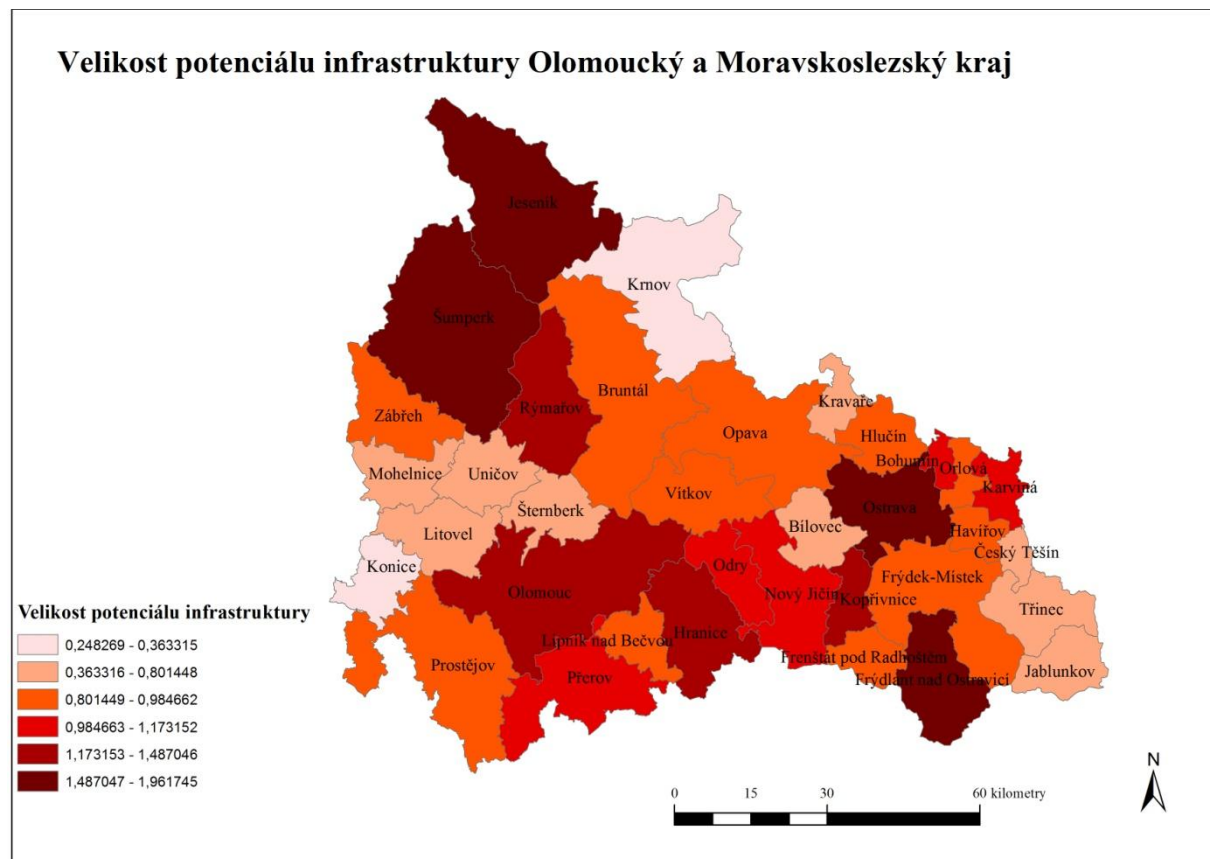 Velikost potenciálu infrastruktury Olomoucký a Moravskoslezský kraj
Jeseník
Krnov
Šumperk
Bruntál
Rýmařov
Kravaře
Zábřeh
Opava
Hlučín
Bohumín
Orlová
Mohelnice
Uničov
Karviná
Vítkov
Ostrava
Šternberk
Bílovec
Litovel
Havířov
Český Těšín
Konice
Odry
Frýdek-Místek
Olomouc
Nový Jičín
Kopřivnice
Třinec
Hranice
Lipník nad Bečvou
Prostějov
Frenštát pod Radhoštěm
Přerov
Frýdlant nad Ostravicí
Jablunkov
Velikost potenciálu infrastruktury
0,248269 - 0,363315
0,363316 - 0,801448
0,801449 - 0,984662
0,984663 - 1,173152
1,173153 - 1,487046
1,487047 - 1,961745
N
0 15 30 60 kilometry